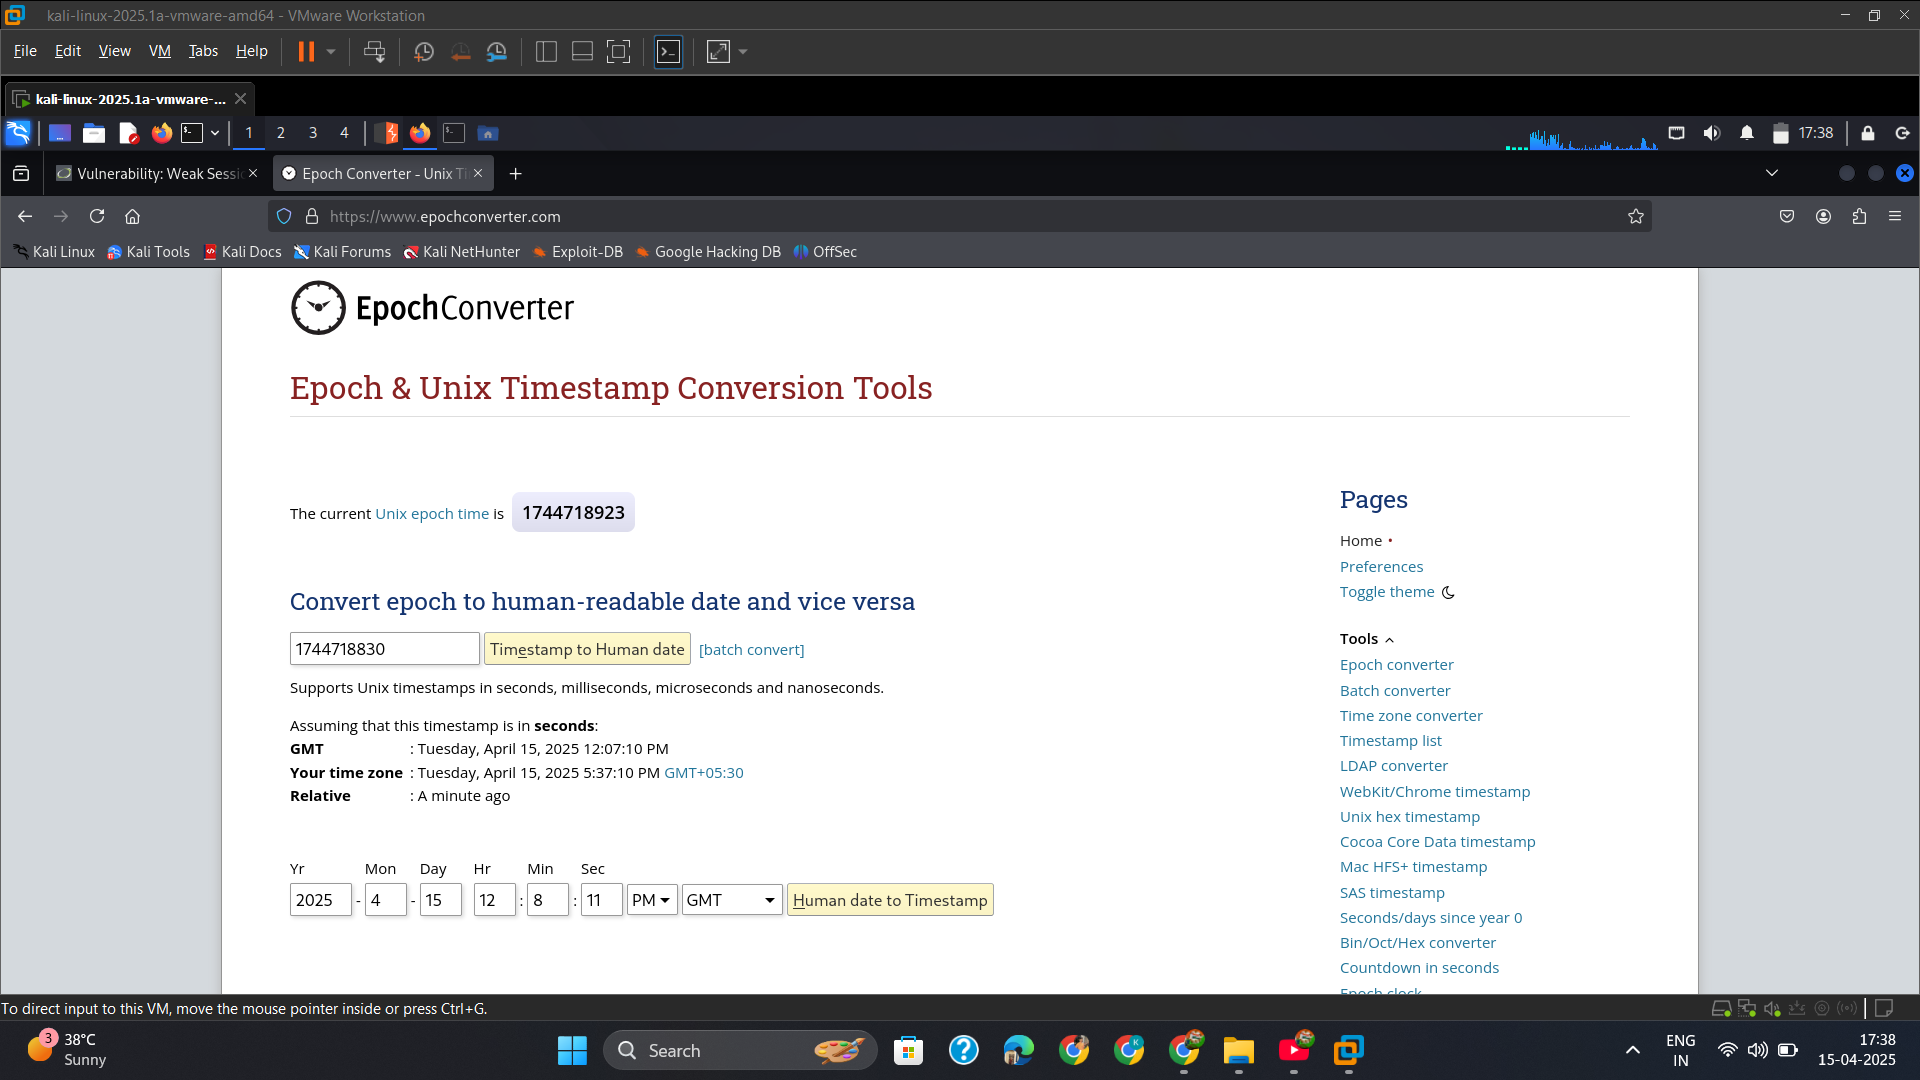 kali-linux-2025.1a-vmware-amd64 - VMware Workstation
File Edit View VM Tabs Help
kali-linux-2025.1a-vmware-...
1 2 3 4 17:38
Vulnerability: Weak Sessio Epoch Converter - Unix Ti
https://www.epochconverter.com
Kali Linux Kali Tools Kali Docs Kali Forums Kali NetHunter Exploit-DB Google Hacking DB OffSec
EpochConverter
Epoch & Unix Timestamp Conversion Tools
The current Unix epoch time is 1744718923
Convert epoch to human-readable date and vice versa
1744718830 Timestamp to Human date [batch convert]
Supports Unix timestamps in seconds, milliseconds, microseconds and nanoseconds.
Assuming that this timestamp is in seconds:
GMT : Tuesday, April 15, 2025 12:07:10 PM
Your time zone : Tuesday, April 15, 2025 5:37:10 PM GMT+05:30
Relative : A minute ago
Yr Mon Day Hr Min Sec
2025 - 4 - 15 12 : 8 : 11 PM GMT Human date to Timestamp
Pages
Home •
Preferences
Toggle theme
Tools
Epoch converter
Batch converter
Time zone converter
Timestamp list
LDAP converter
WebKit/Chrome timestamp
Unix hex timestamp
Cocoa Core Data timestamp
Mac HFS+ timestamp
SAS timestamp
Seconds/days since year 0
Bin/Oct/Hex converter
Countdown in seconds
Epoch clock
To direct input to this VM, move the mouse pointer inside or press Ctrl+G.
3 38°C
Sunny
Search
ENG
IN
17:38
15-04-2025